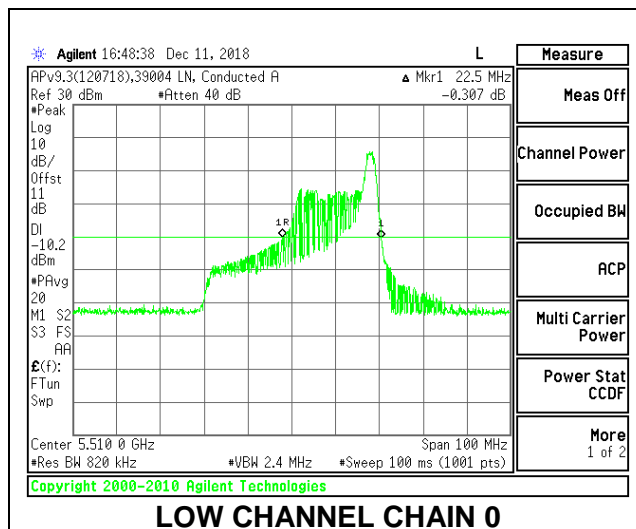 Agilent 16:48:38 Dec 11, 2018 L
Measure
APv9.3(120718),39004 LN, Conducted A
Δ Mkr1 22.5 MHz
Ref 30 dBm #Atten 40 dB -0.307 dB
Meas Off
#Peak
Log
10
dB/
Offst
11
dB
DI
-10.2
dBm
#PAvg
20
M1 S2
S3 FS
AA
£(f):
FTun
Swp
1R
1
Channel Power
Occupied BW
ACP
Multi Carrier
Power
Power Stat
CCDF
More
1 of 2
Center 5.510 0 GHz Span 100 MHz
#Res BW 820 kHz #VBW 2.4 MHz #Sweep 100 ms (1001 pts)
Copyright 2000-2010 Agilent Technologies
LOW CHANNEL CHAIN 0